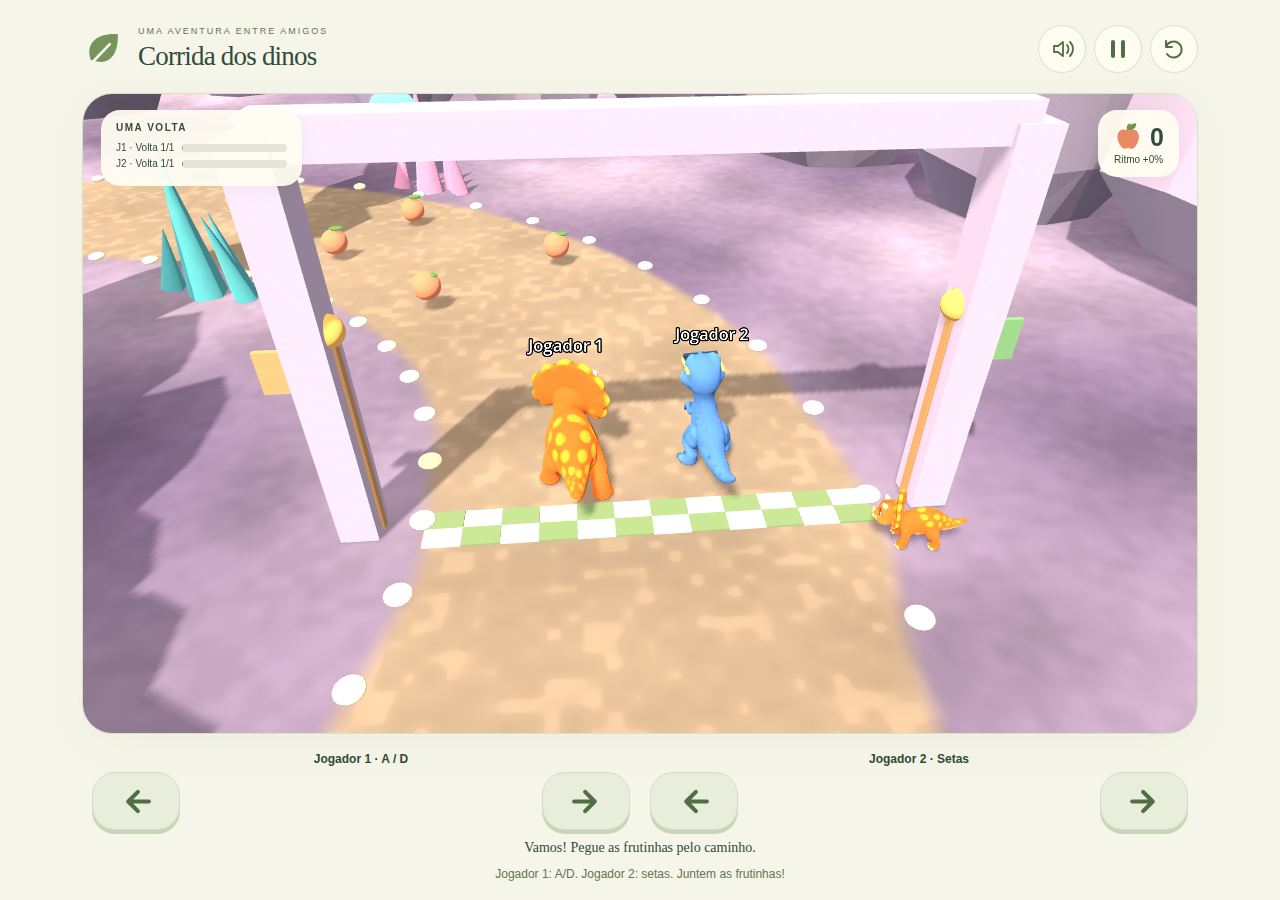 UMA AVENTURA ENTRE AMIGOS
Corrida dos dinos
UMA VOLTA
J1 · Volta 1/1
J2 · Volta 1/1
0
Ritmo +0%
Jogador 1
Jogador 2
Jogador 1 · A / D
Jogador 2 · Setas
Vamos! Pegue as frutinhas pelo caminho.
Jogador 1: A/D. Jogador 2: setas. Juntem as frutinhas!